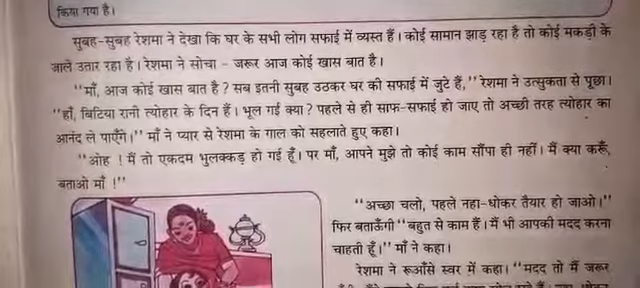 किया गया है।
सुबह-सुबह रेशमा ने देखा कि घर के सभी लोग सफाई में व्यस्त हैं। कोई सामान झाड़ रहा है तो कोई मकड़ी के
जाले उतार रहा है। रेशमा ने सोचा - जरूर आज कोई खास बात है।
"माँ, आज कोई खास बात है ? सब इतनी सुबह उठकर घर की सफाई में जुटे हैं," रेशमा ने उत्सुकता से पूछा।
"हाँ, बिटिया रानी त्योहार के दिन हैं। भूल गई क्या ? पहले से ही साफ-सफाई हो जाए तो अच्छी तरह त्योहार का
आनंद ले पाएँगे।" माँ ने प्यार से रेशमा के गाल को सहलाते हुए कहा।
"ओह ! मैं तो एकदम भुलक्कड़ हो गई हूँ। पर माँ, आपने मुझे तो कोई काम सौंपा ही नहीं। मैं क्या करूँ,
बताओ माँ !"
"अच्छा चलो, पहले नहा-धोकर तैयार हो जाओ।"
फिर बताऊँगी "बहुत से काम हैं। मैं भी आपकी मदद करना
चाहती हूँ।" माँ ने कहा।
रेशमा ने रूआँसे स्वर में कहा। "मदद तो मैं जरूर